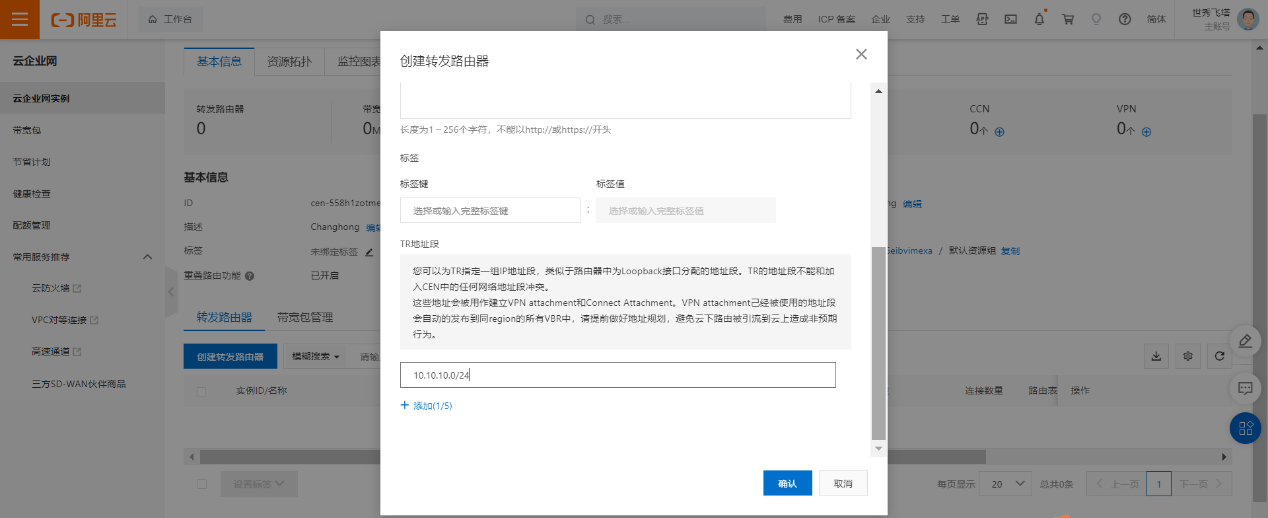 阿里云
工作台
搜索...
费用
ICP 备案
企业
支持
工单
简体
世秀飞塔
主账号
云企业网
云企业网实例
带宽包
节省计划
健康检查
配额管理
常用服务推荐
云防火墙
VPC对等连接
高速通道
三方SD-WAN伙伴商品
基本信息
资源拓扑
监控图表
转发路由器
0
CCN
0个
VPN
0个
基本信息
ID
cen-558h1zotme
编辑
描述
Changhong
标签
未绑定标签
/ 默认资源组 复制
重叠路由功能
已开启
转发路由器
带宽包管理
创建转发路由器
模糊搜索
实例ID/名称
连接数量
路由表
操作
设置标签
每页显示
20
总共0条
上一页
1
下一页
创建转发路由器
长度为1 – 256个字符，不能以http://或https://开头
标签
标签键
标签值
选择或输入完整标签键
:
选择或输入完整标签值
TR地址段
您可以为TR指定一组IP地址段，类似于路由器中为Loopback接口分配的地址段。TR的地址段不能和加
入CEN中的任何网络地址段冲突。
这些地址会被用作建立VPN attachment和Connect Attachment。VPN attachment已经被使用的地址段
会自动的发布到同region的所有VBR中，请提前做好地址规划，避免云下路由被引流到云上造成非预期
行为。
10.10.10.0/24
添加(1/5)
确认
取消